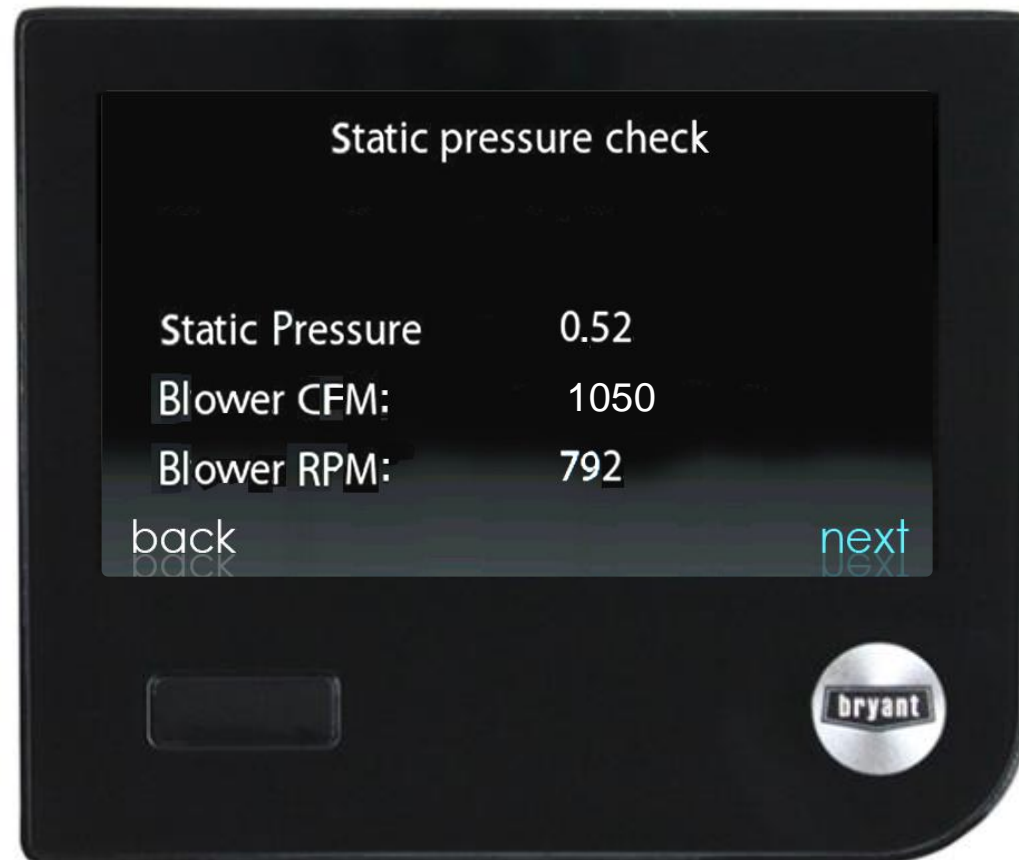 Static pressure check
Static Pressure 0.52
Blower CFM: 1050
Blower RPM: 792
back next
bryant